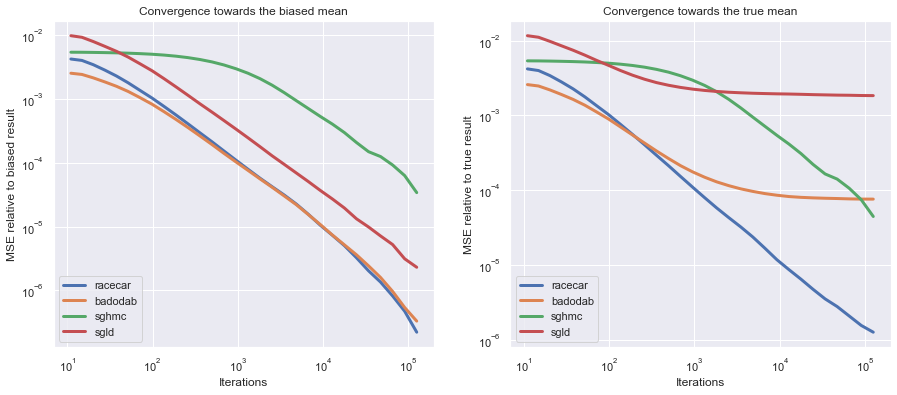 Convergence towards the biased mean
MSE relative to biased result
10⁻²
10⁻³
10⁻⁴
10⁻⁵
10⁻⁶
racecar
badodab
sghmc
sgld
10¹
10²
10³
10⁴
10⁵
Iterations
Convergence towards the true mean
MSE relative to true result
10⁻²
10⁻³
10⁻⁴
10⁻⁵
10⁻⁶
racecar
badodab
sghmc
sgld
10¹
10²
10³
10⁴
10⁵
Iterations